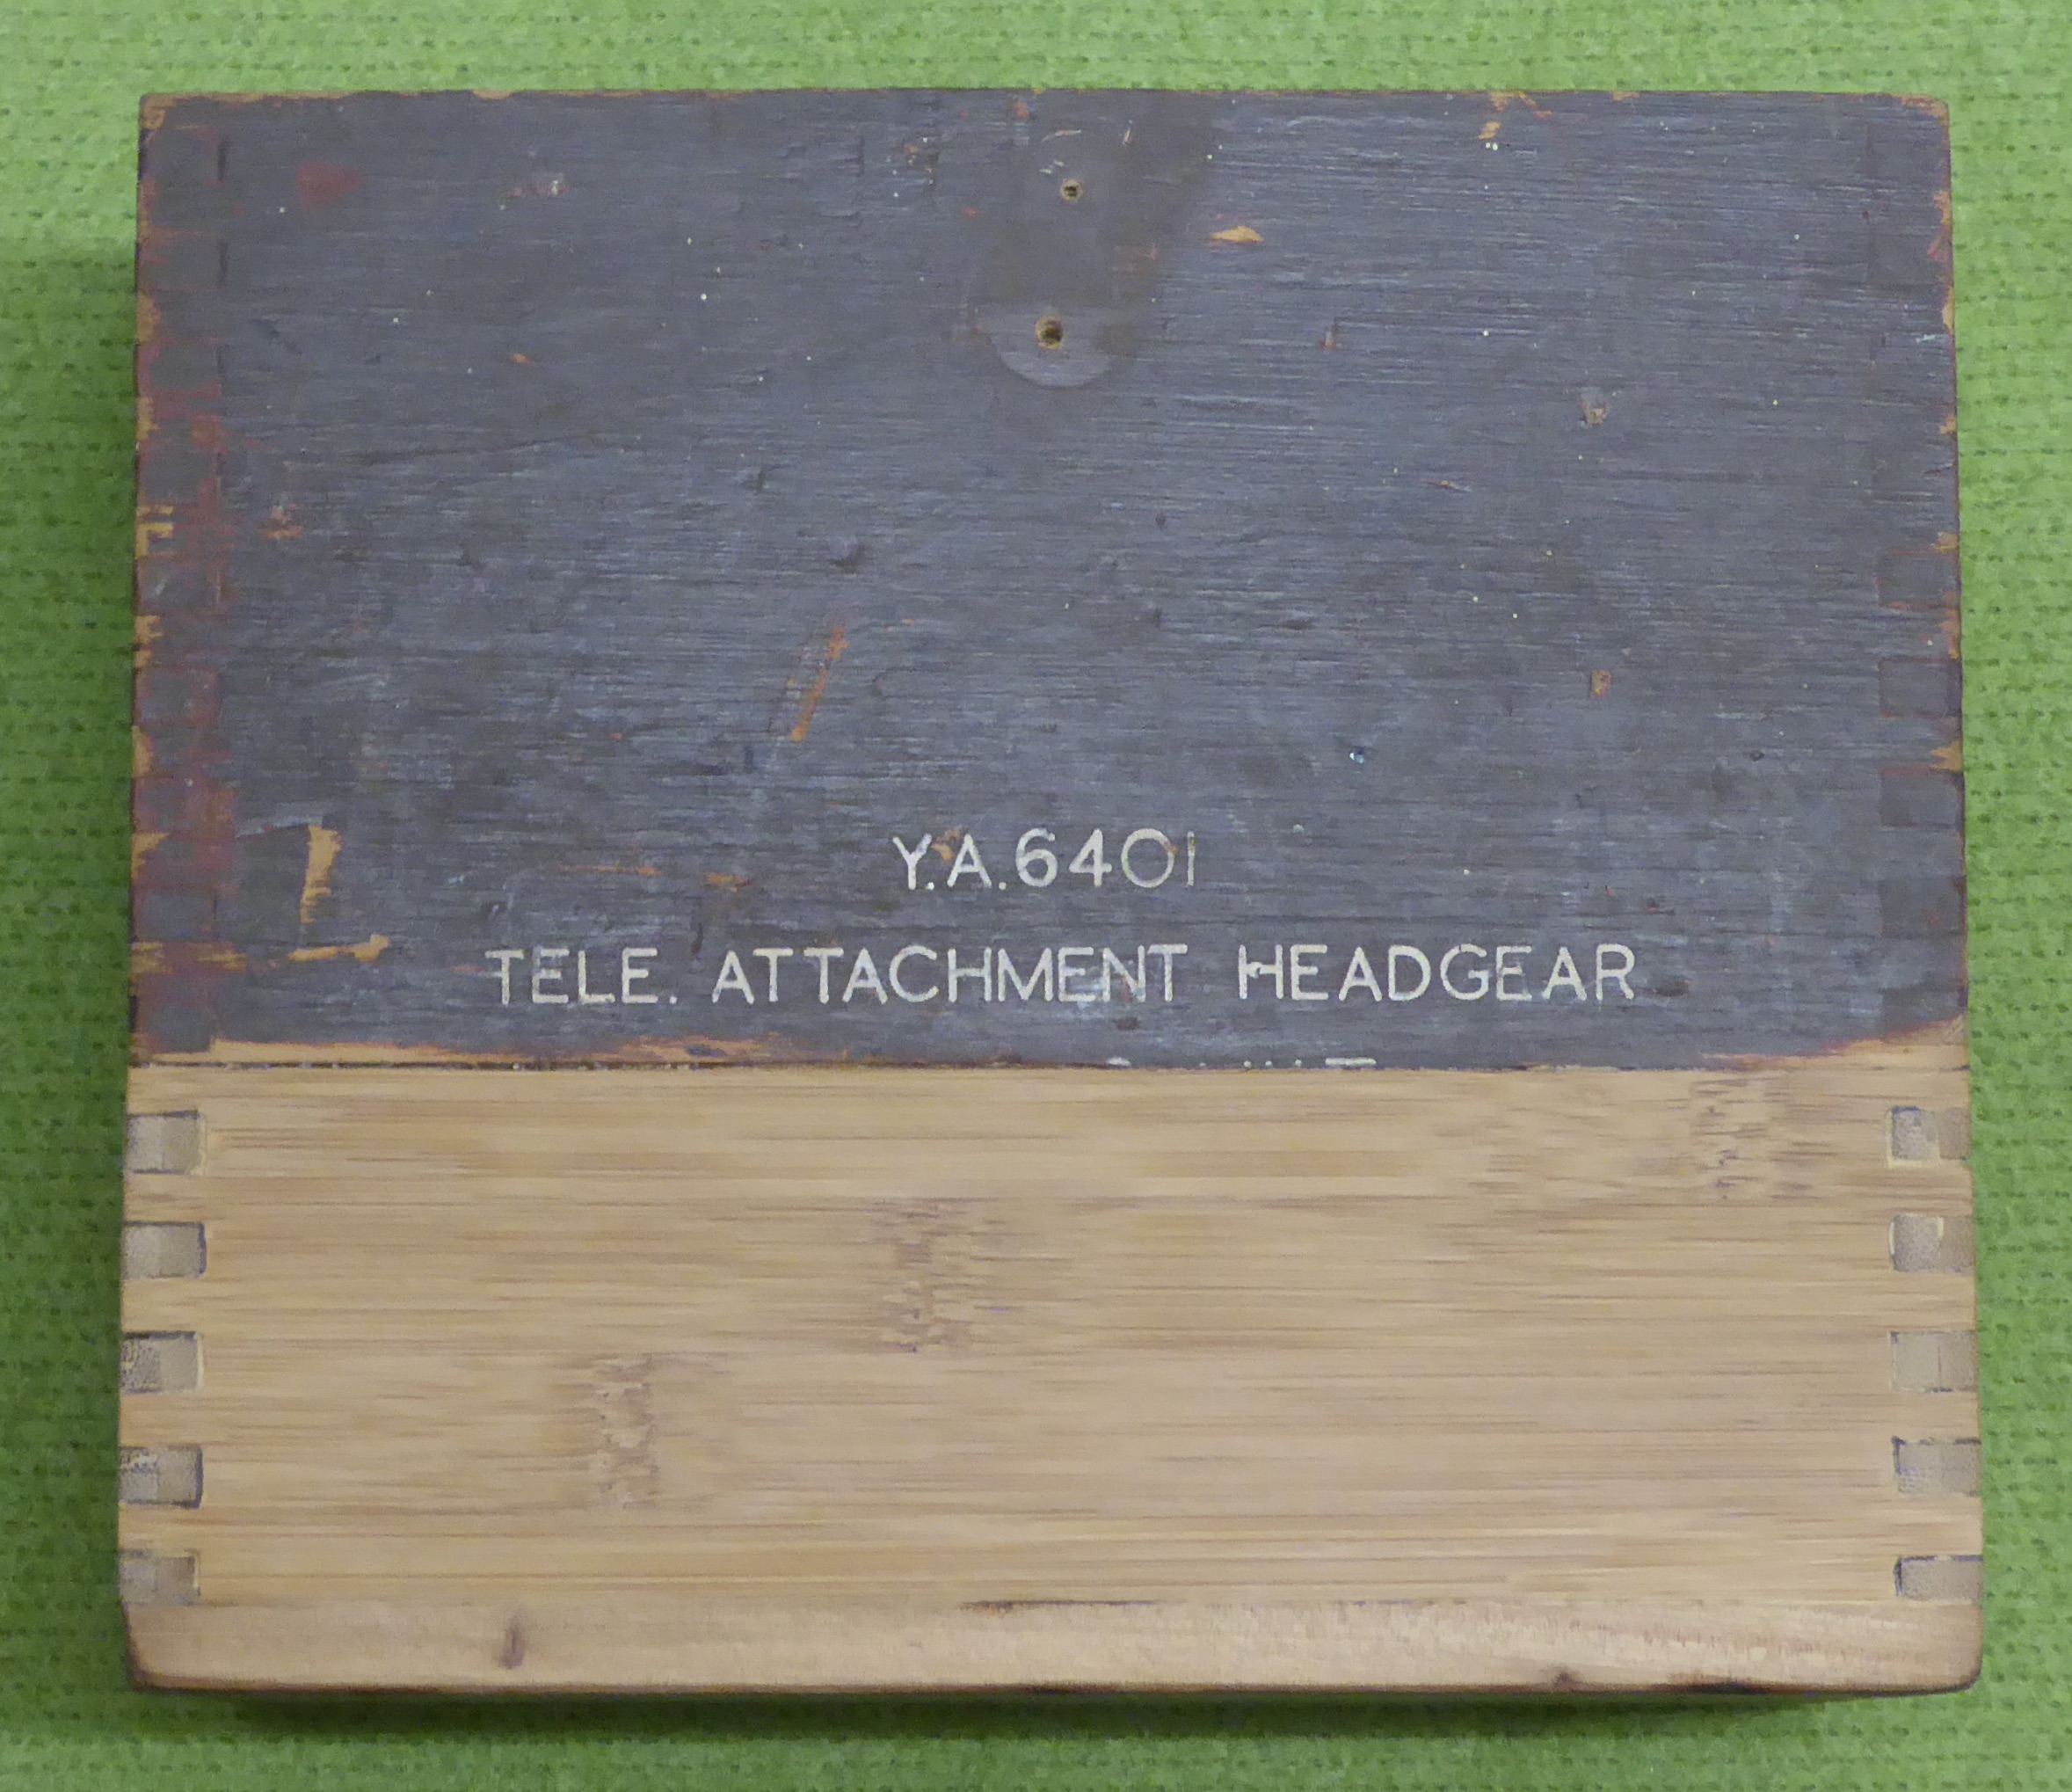 Y.A.6401
TELE. ATTACHMENT HEADGEAR